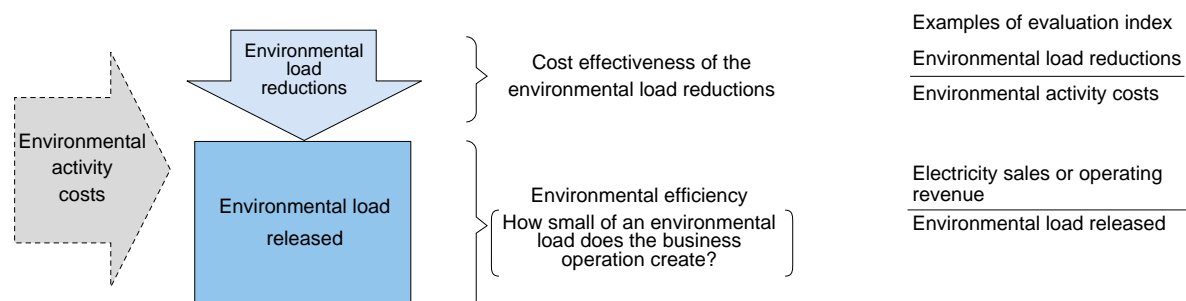 Environmental
activity
costs
Environmental
load
reductions
Environmental load
released
Cost effectiveness of the
environmental load reductions
Environmental efficiency
How small of an environmental
load does the business
operation create?
Examples of evaluation index
Environmental load reductions
Environmental activity costs
Electricity sales or operating
revenue
Environmental load released